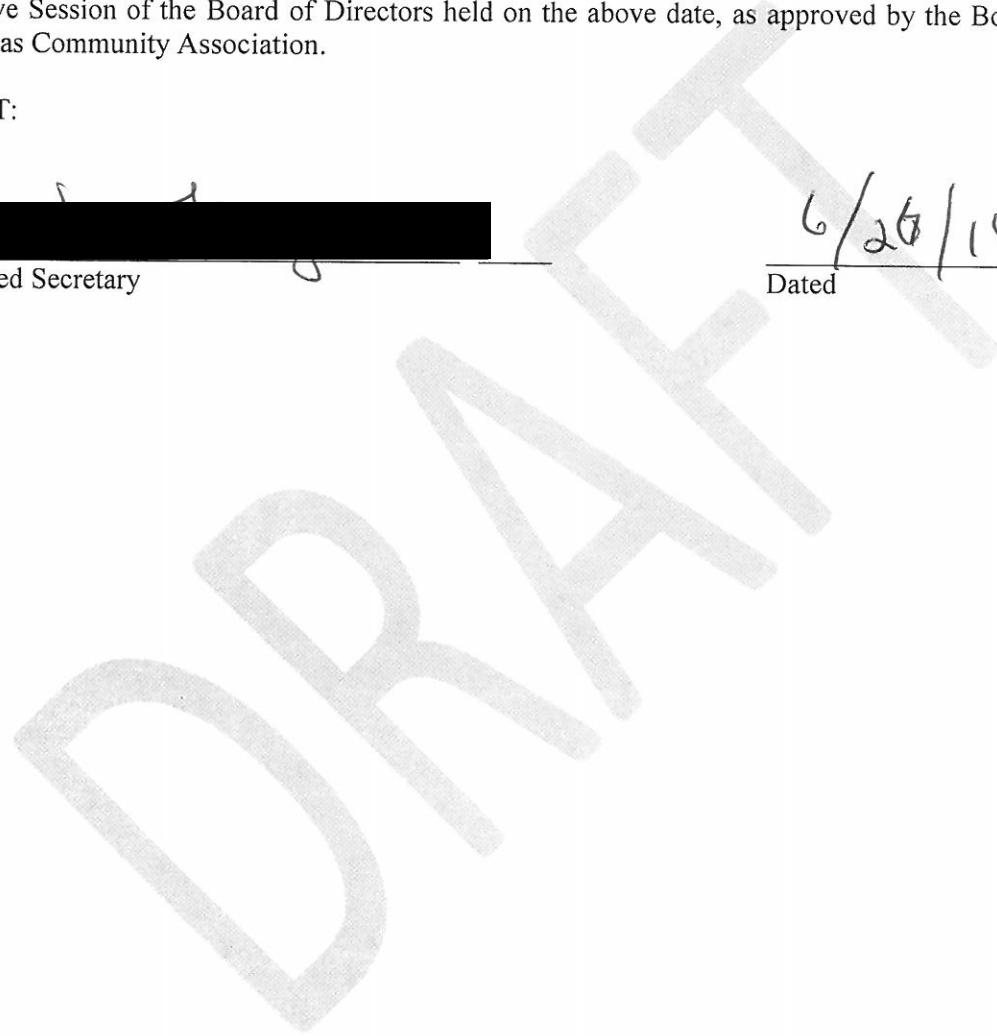 ve Session of the Board of Directors held on the above date, as approved by the Bo
as Community Association.
T:
6/26/1
ed Secretary
Dated
DRAFT